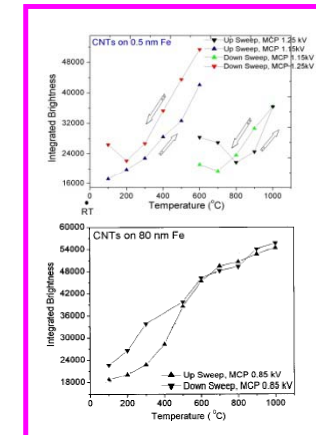 CNTs on 0.5 nm Fe
Up Sweep, MCP 1.25 kV
Up Sweep, MCP 1.15kV
Down Sweep, MCP 1.15kV
Down Sweep, MCP 1.25kV
Integrated Brightness
48000
40000
32000
24000
16000
0 200 400 600 800 1000
RT
Temperature (°C)
CNTs on 80 nm Fe
Integrated Brightness
60000
54000
48000
42000
36000
30000
24000
18000
Up Sweep, MCP 0.85 kV
Down Sweep, MCP 0.85 kV
0 200 400 600 800 1000
Temperature (°C)